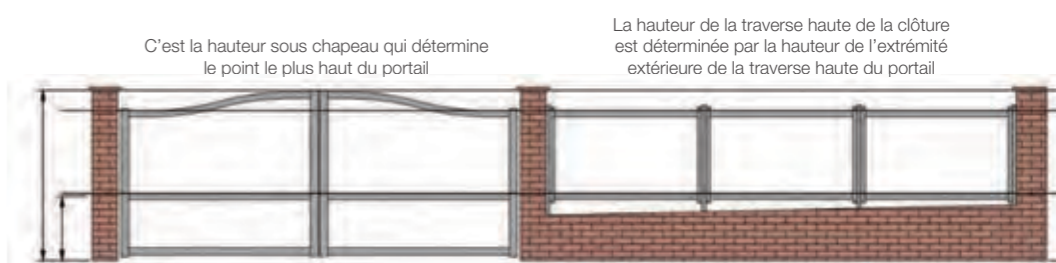 C’est la hauteur sous chapeau qui détermine
le point le plus haut du portail
La hauteur de la traverse haute de la clôture
est déterminée par la hauteur de l’extrémité
extérieure de la traverse haute du portail